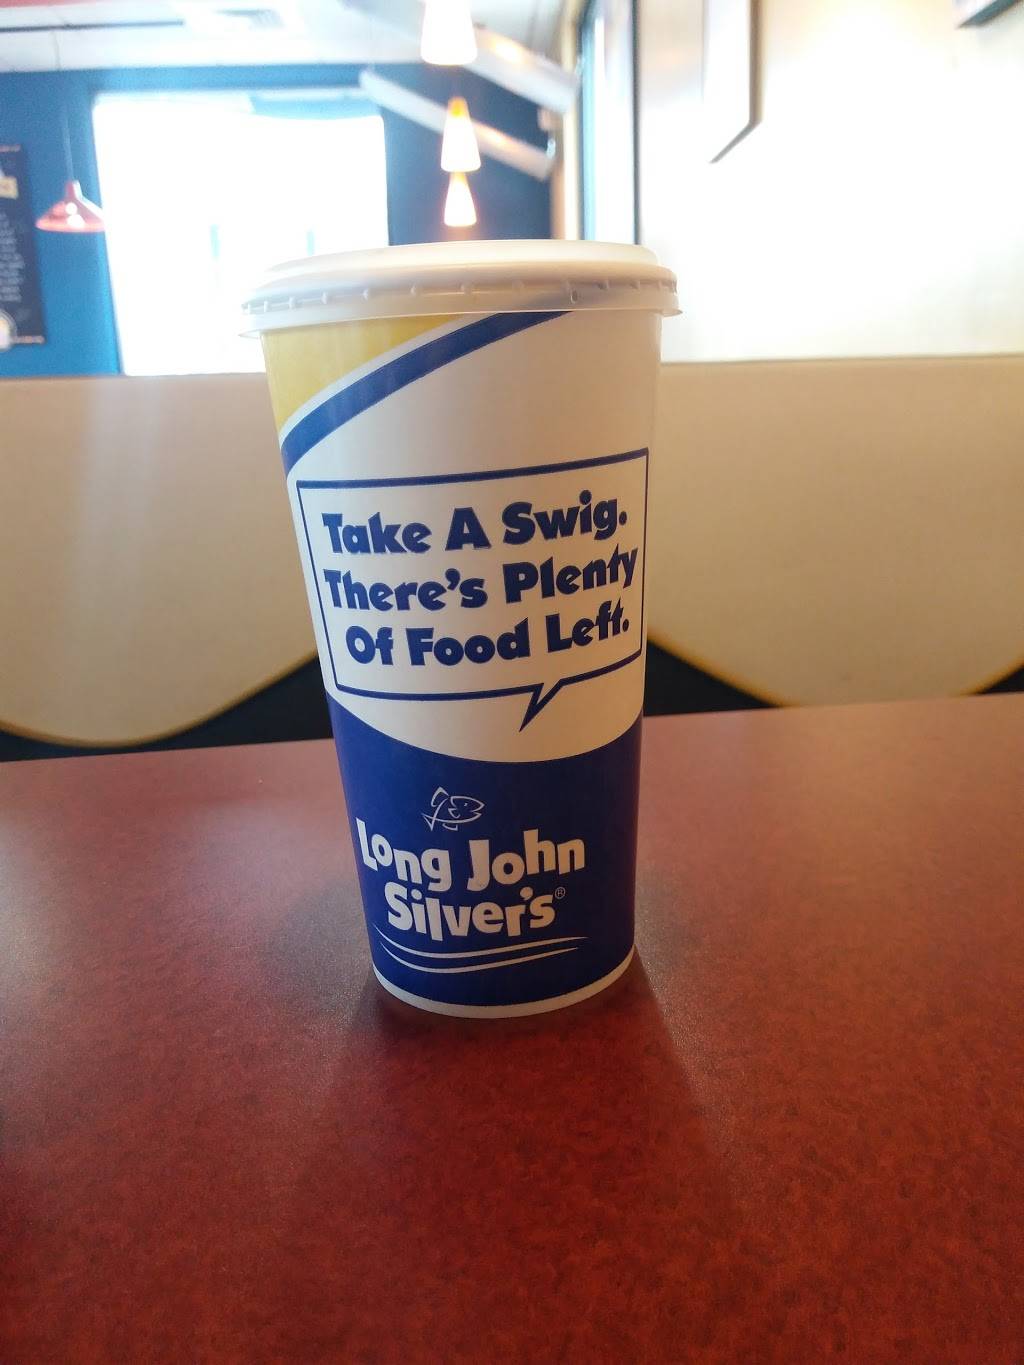 Take A Swig.
There's Plenty
Of Food Left.
Long John
Silver's®